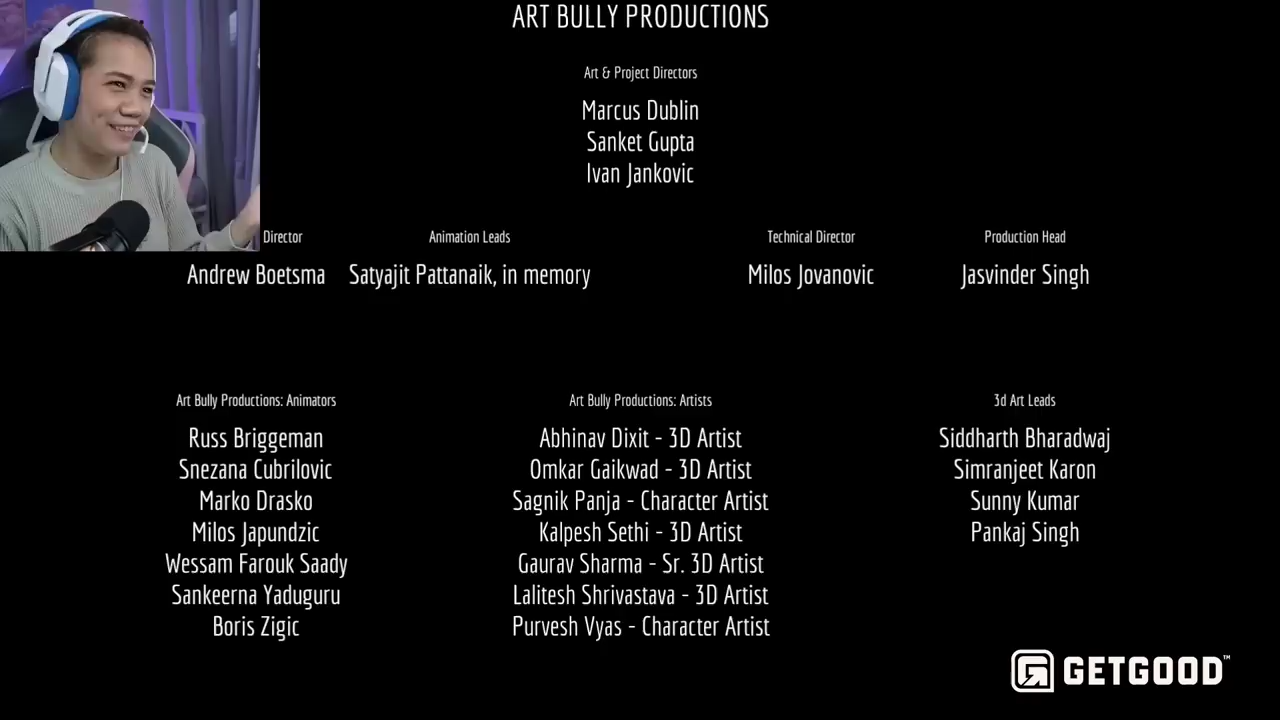 ART BULLY PRODUCTIONS
Art & Project Directors
Marcus Dublin
Sanket Gupta
Ivan Jankovic
Director
Andrew Boetsma
Animation Leads
Satyajit Pattanaik, in memory
Technical Director
Milos Jovanovic
Production Head
Jasvinder Singh
Art Bully Productions: Animators
Russ Briggeman
Snezana Cubrilovic
Marko Drasko
Milos Japundzic
Wessam Farouk Saady
Sankeerna Yaduguru
Boris Zigic
Art Bully Productions: Artists
Abhinav Dixit - 3D Artist
Omkar Gaikwad - 3D Artist
Sagnik Panja - Character Artist
Kalpesh Sethi - 3D Artist
Gaurav Sharma - Sr. 3D Artist
Lalitesh Shrivastava - 3D Artist
Purvesh Vyas - Character Artist
3d Art Leads
Siddharth Bharadwaj
Simranjeet Karon
Sunny Kumar
Pankaj Singh
GETGOOD™